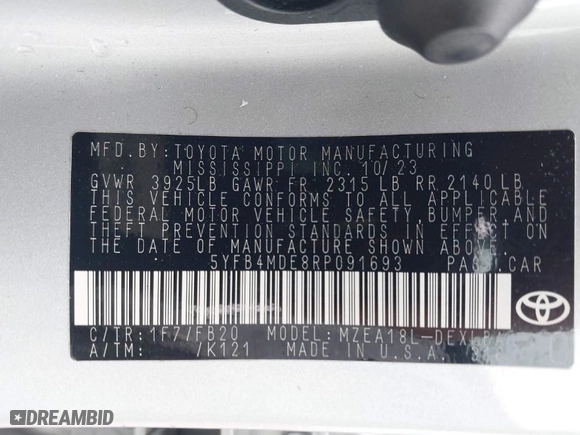 MFD.BY: TOYOTA MOTOR MANUFACTURING
MISSISSIPPI INC. 10/23
GVWR 3925LB GAWR FR 2315 LB RR 2140 LB
THIS VEHICLE CONFORMS TO ALL APPLICABLE
FEDERAL MOTOR VEHICLE SAFETY, BUMPER, AND
THEFT PREVENTION STANDARDS IN EFFECT ON
THE DATE OF MANUFACTURE SHOWN ABOVE.
5YFB4MDE8RP091693 PASS.CAR
C/TR: 1F7/FB20 MODEL: 
A/TM: /K121 MADE IN U.S.A.
TOYOTA
DREAMBID